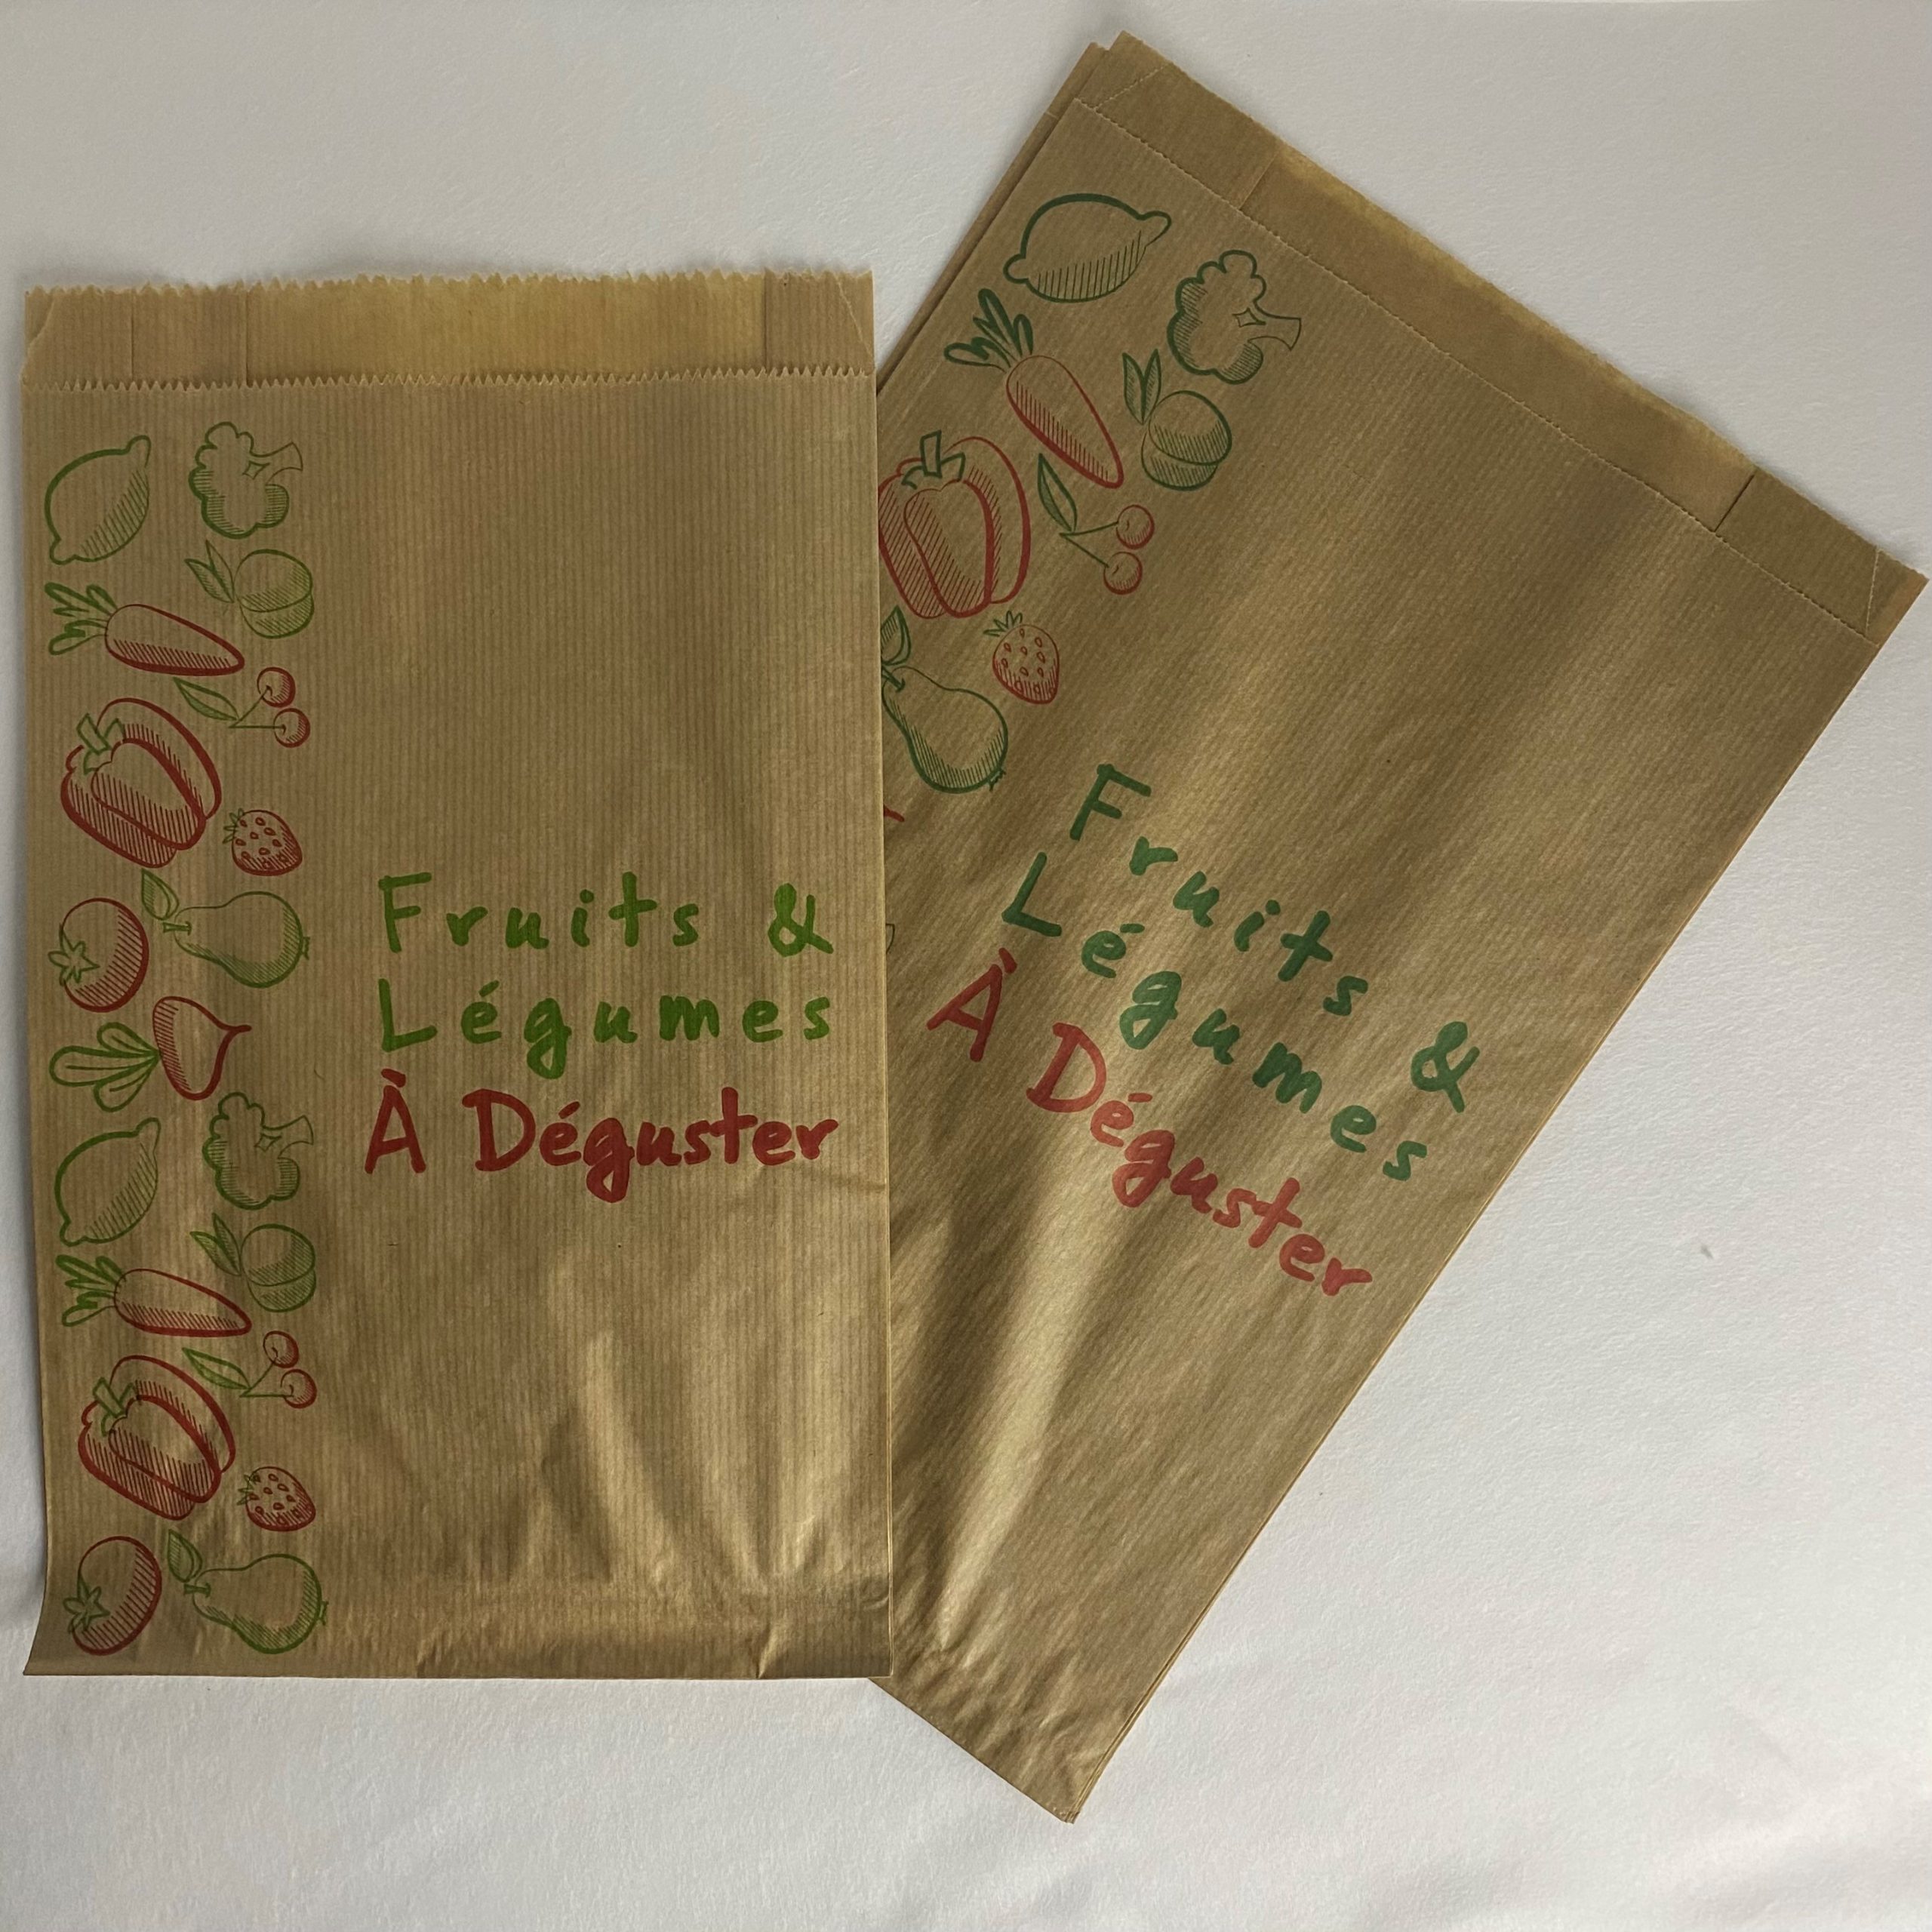 Fruits &
Légumes
À Déguster
Fruits &
Légumes
À Déguster